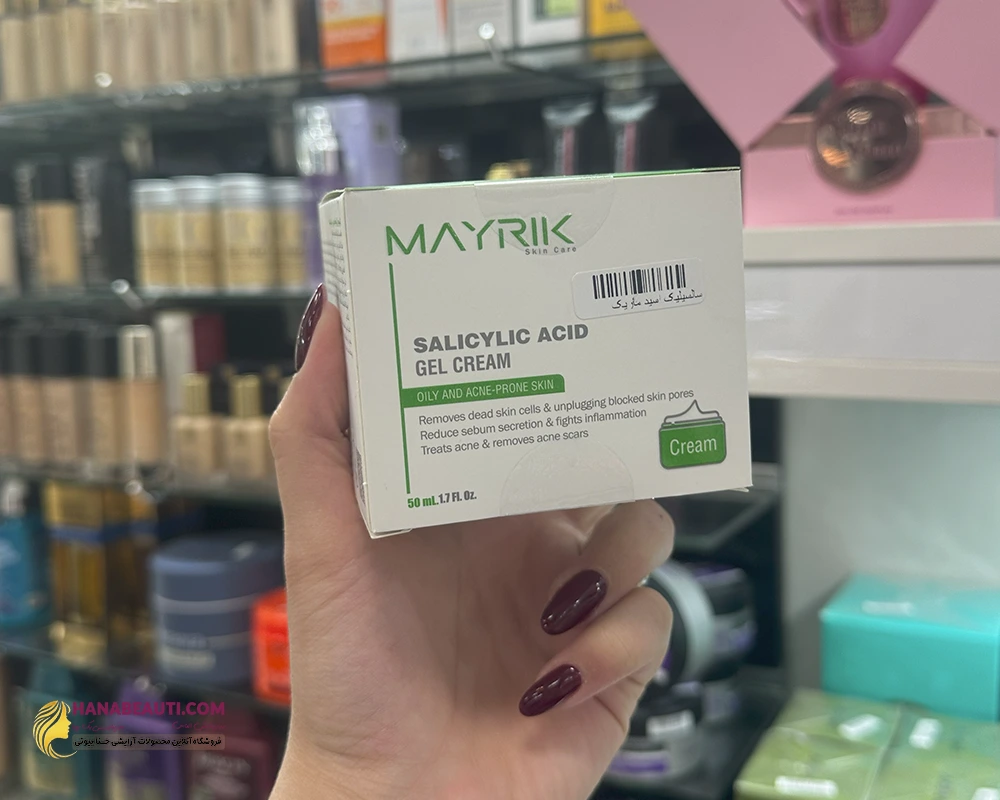 MAYRIK
Skin Care
سالسیلیک اسید ماریک
SALICYLIC ACID
GEL CREAM
OILY AND ACNE-PRONE SKIN
Removes dead skin cells & unplugging blocked skin pores
Reduce sebum secretion & fights inflammation
Treats acne & removes acne scars
Cream
50 mL.1.7 Fl. Oz.
HANABEAUTI.COM
فروشگاه آنلاین محصولات آرایشی حنا بیوتی